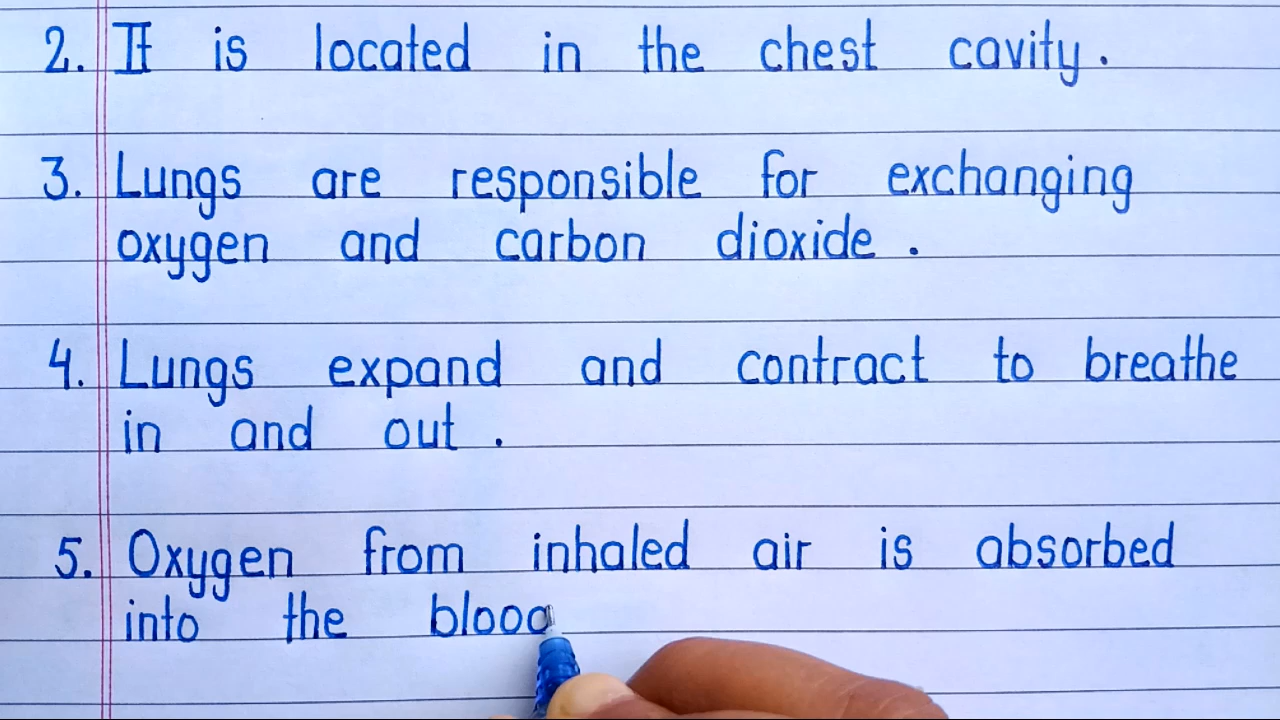 2. It is located in the chest cavity.
3. Lungs are responsible for exchanging
oxygen and carbon dioxide.
4. Lungs expand and contract to breathe
in and out.
5. Oxygen from inhaled air is absorbed
into the blooo